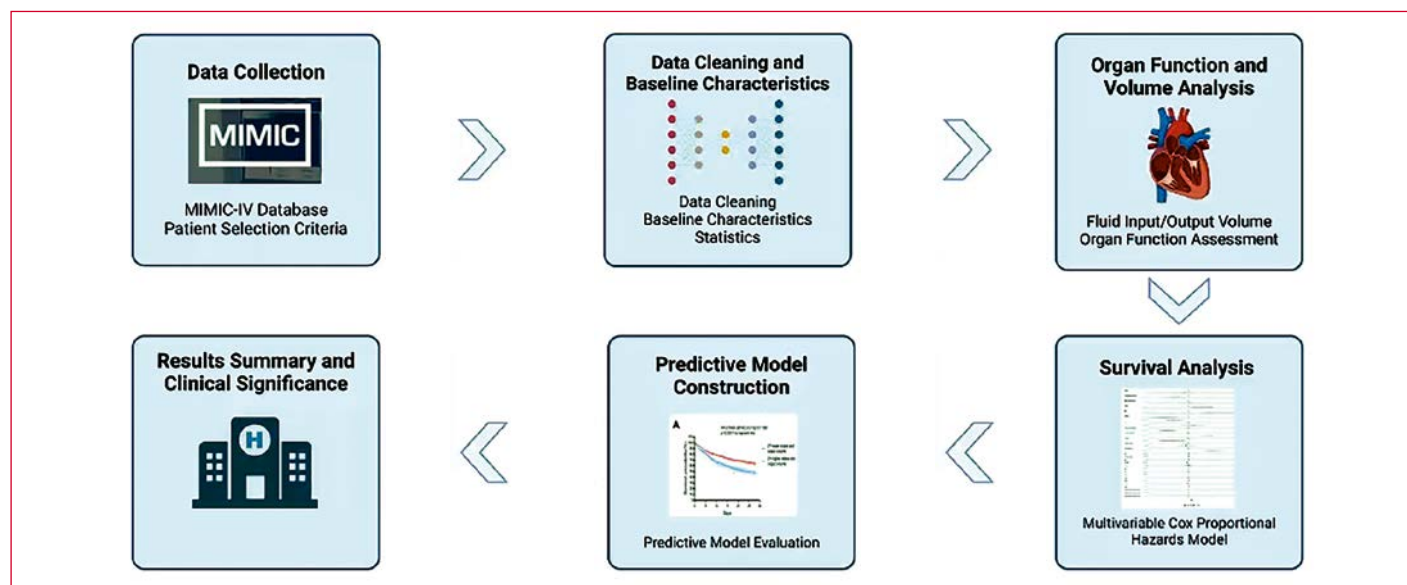 Data Collection
MIMIC
MIMIC-IV Database
Patient Selection Criteria
Data Cleaning and
Baseline Characteristics
Data Cleaning
Baseline Characteristics
Statistics
Organ Function and
Volume Analysis
Fluid Input/Output Volume
Organ Function Assessment
Survival Analysis
Multivariable Cox Proportional
Hazards Model
Predictive Model
Construction
A
Predictive Model Evaluation
Results Summary and
Clinical Significance
H